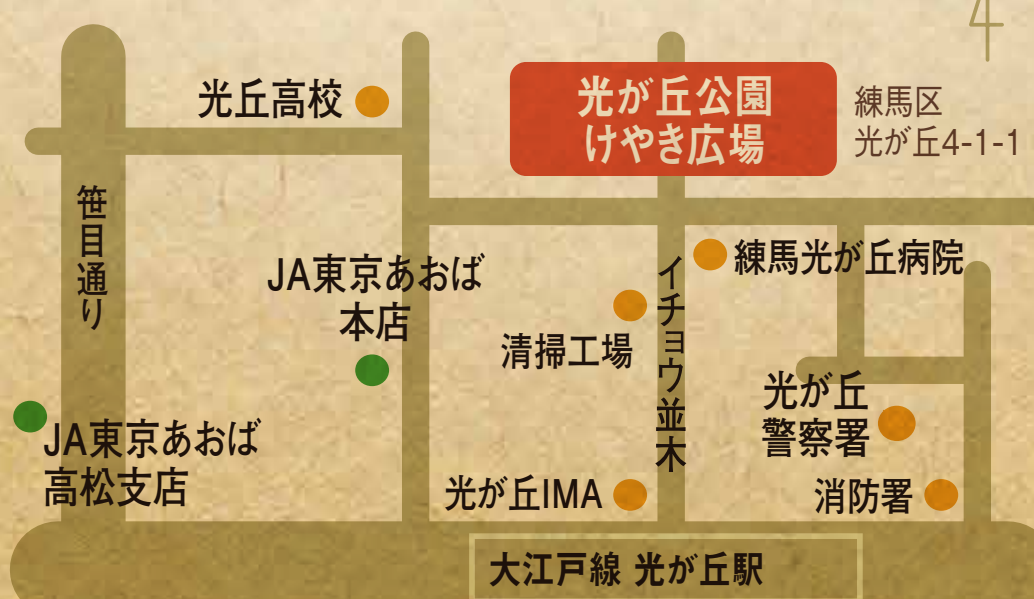 4
光丘高校
光が丘公園
けやき広場
練馬区
光が丘4-1-1
笹目通り
JA東京あおば
本店
練馬光が丘病院
イチョウ並木
清掃工場
光が丘
警察署
JA東京あおば
高松支店
光が丘IMA
消防署
大江戸線 光が丘駅